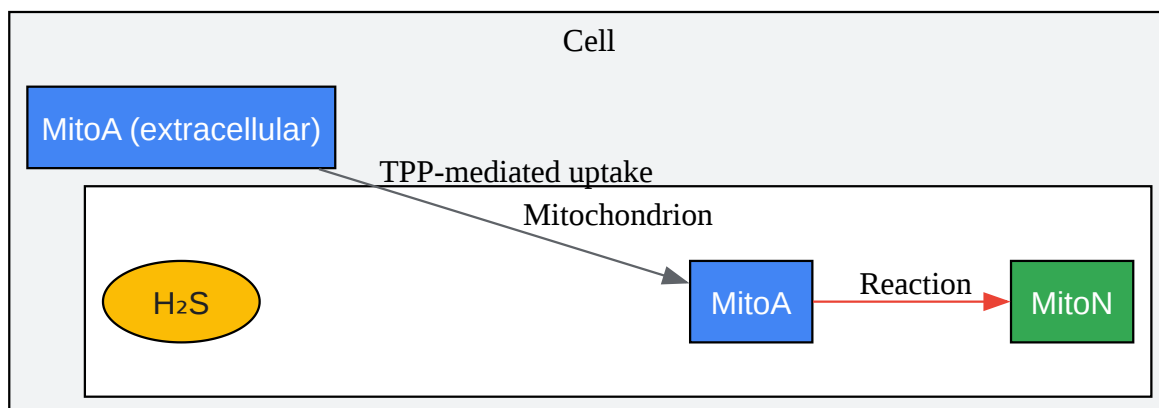 Cell
MitoA (extracellular)
TPP-mediated uptake
Mitochondrion
H₂S
MitoA
Reaction
MitoN